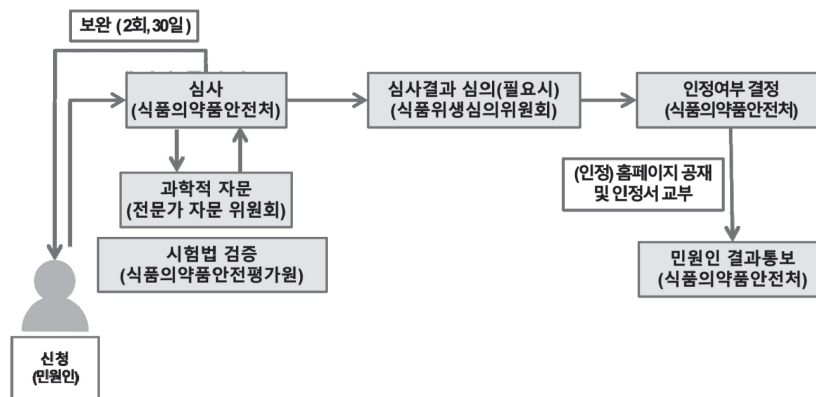 보완 (2회,30일)
심사
(식품의약품안전처)
심사결과 심의(필요시)
(식품위생심의위원회)
인정여부 결정
(식품의약품안전처)
과학적 자문
(전문가 자문 위원회)
(인정) 홈페이지 공재
및 인정서 교부
시험법 검증
(식품의약품안전평가원)
민원인 결과통보
(식품의약품안전처)
신청
(민원인)